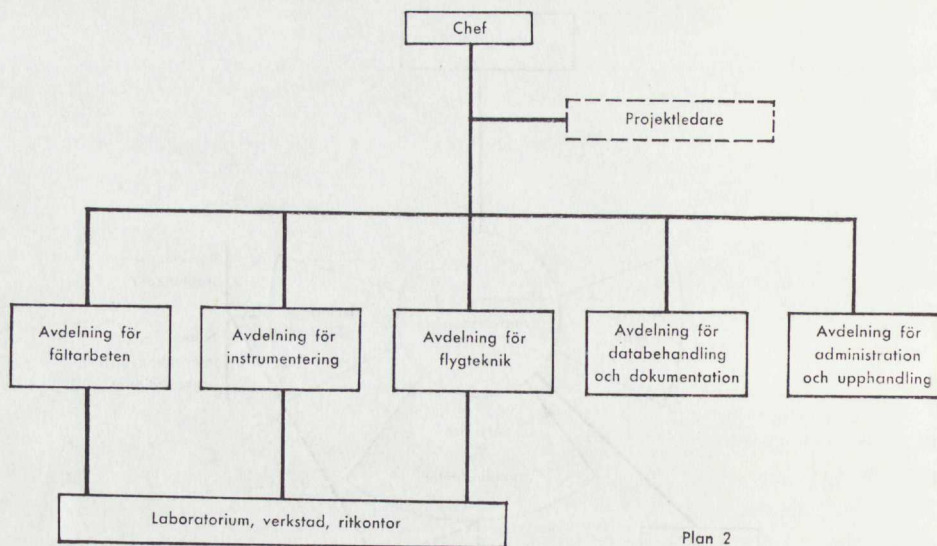 Chef
Projektledare
Avdelning för
fältarbeten
Avdelning för
instrumentering
Avdelning för
flygteknik
Avdelning för
databehandling
och dokumentation
Avdelning för
administration
och upphandling
Laboratorium, verkstad, ritkontor
Plan 2